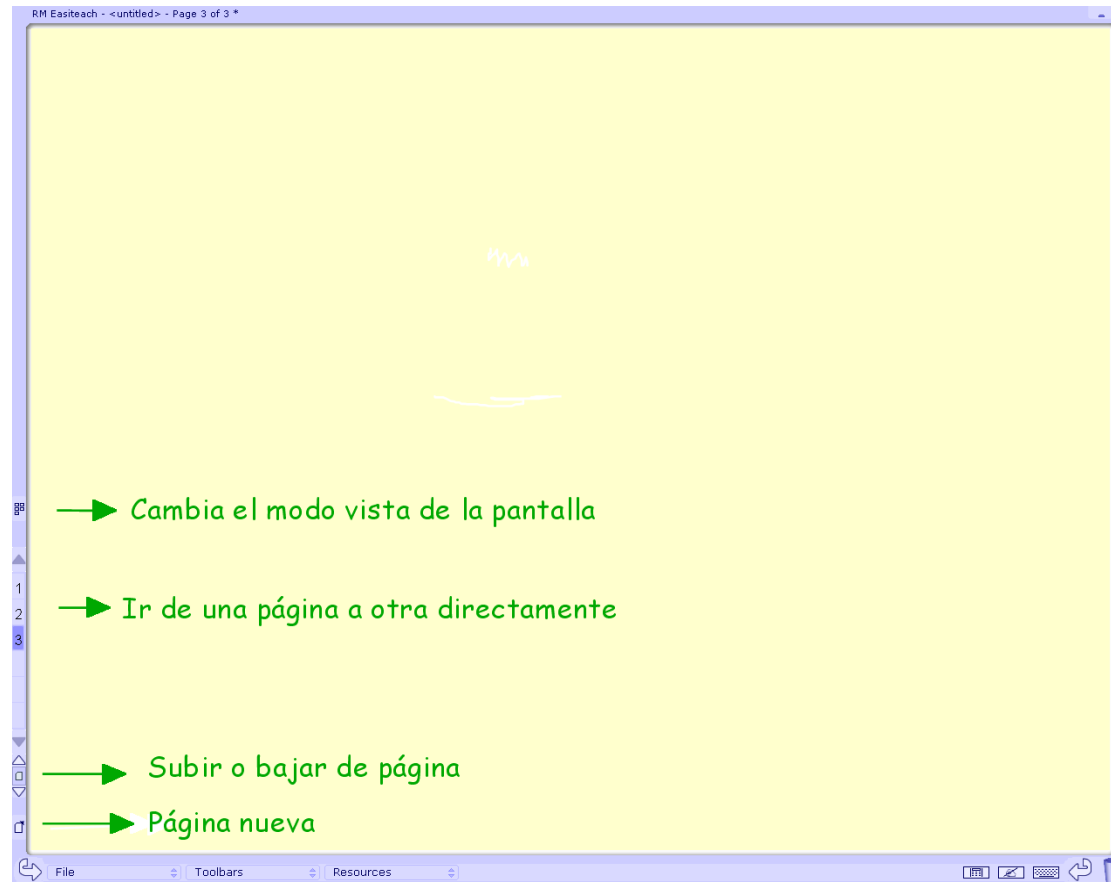 RM Easiteach - <untitled> - Page 3 of 3 *
Cambia el modo vista de la pantalla
1
2
3
Ir de una página a otra directamente
Subir o bajar de página
Página nueva
File
Toolbars
Resources